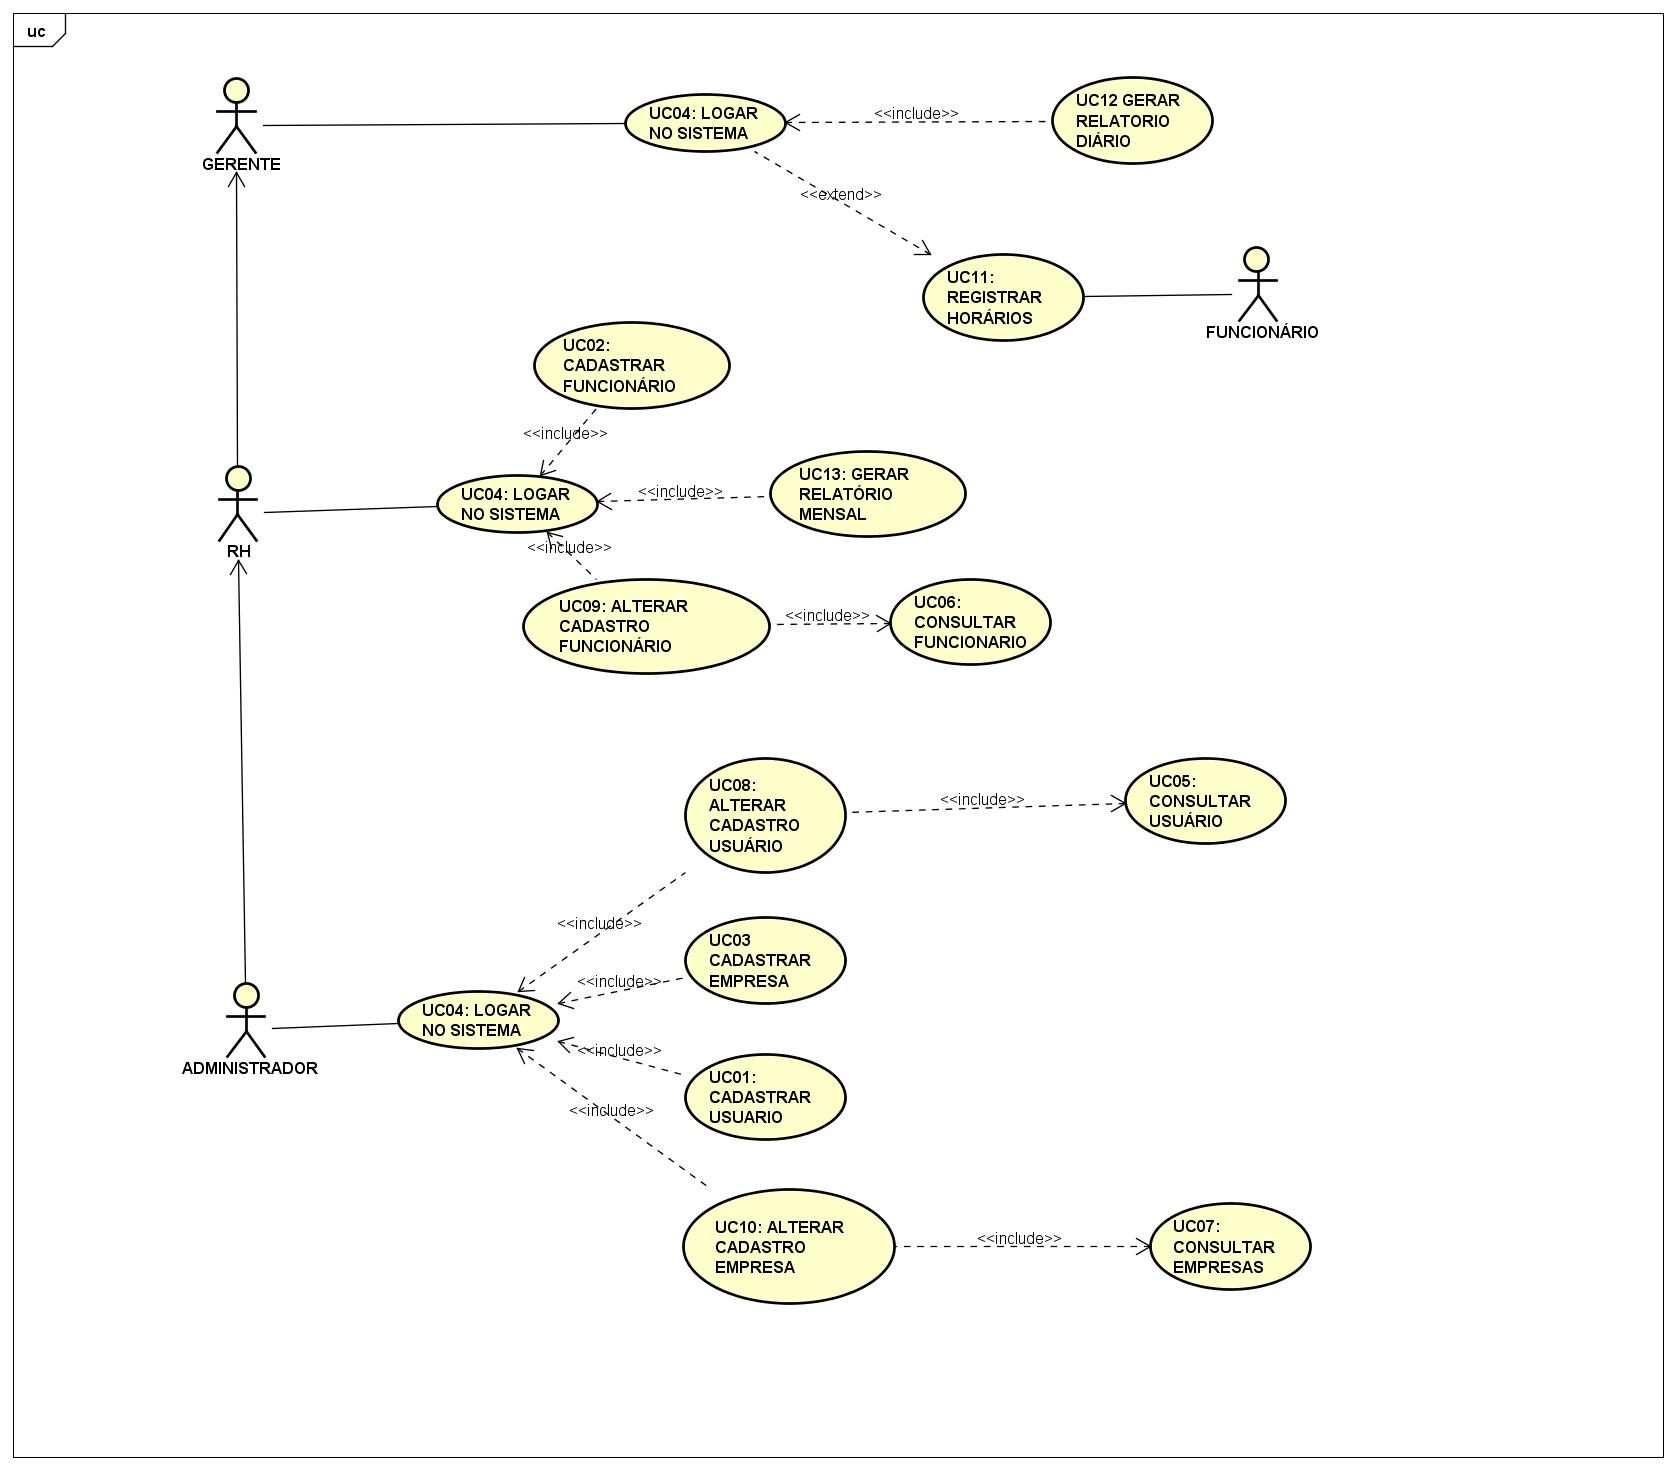 uc
GERENTE
UC04: LOGAR
NO SISTEMA
<<include>>
UC12 GERAR
RELATORIO
DIÁRIO
<<extend>>
UC11:
REGISTRAR
HORÁRIOS
FUNCIONÁRIO
UC02:
CADASTRAR
FUNCIONÁRIO
<<include>>
RH
UC04: LOGAR
NO SISTEMA
<<include>>
UC13: GERAR
RELATÓRIO
MENSAL
<<include>>
UC09: ALTERAR
CADASTRO
FUNCIONÁRIO
<<include>>
UC06:
CONSULTAR
FUNCIONARIO
UC08:
ALTERAR
CADASTRO
USUÁRIO
<<include>>
UC05:
CONSULTAR
USUÁRIO
<<include>>
UC03
CADASTRAR
EMPRESA
<<include>>
ADMINISTRADOR
UC04: LOGAR
NO SISTEMA
<<include>>
UC01:
CADASTRAR
USUARIO
<<include>>
UC10: ALTERAR
CADASTRO
EMPRESA
<<include>>
UC07:
CONSULTAR
EMPRESAS